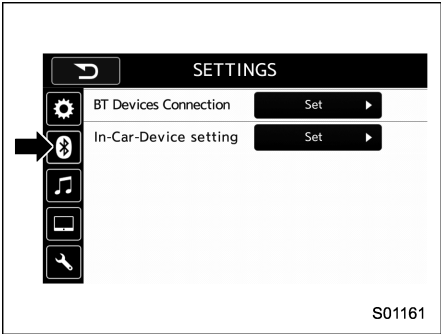 SETTINGS
BT Devices Connection Set
In-Car-Device setting Set
S01161